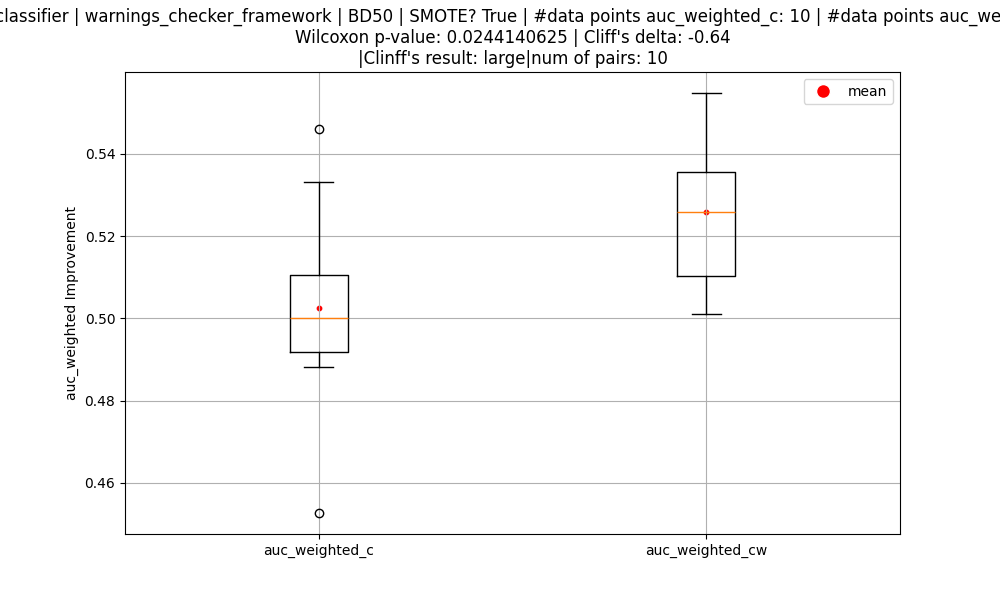 classifier | warnings_checker_framework | BD50 | SMOTE? True | #data points auc_weighted_c: 10 | #data points
Wilcoxon p-value: 0.0244140625 | Cliff's delta: -0.64
|Clinff's result: large|num of pairs: 10
mean
0.54
0.52
0.50
0.48
0.46
auc_weighted Improvement
auc_weighted_c
auc_weighted_cw